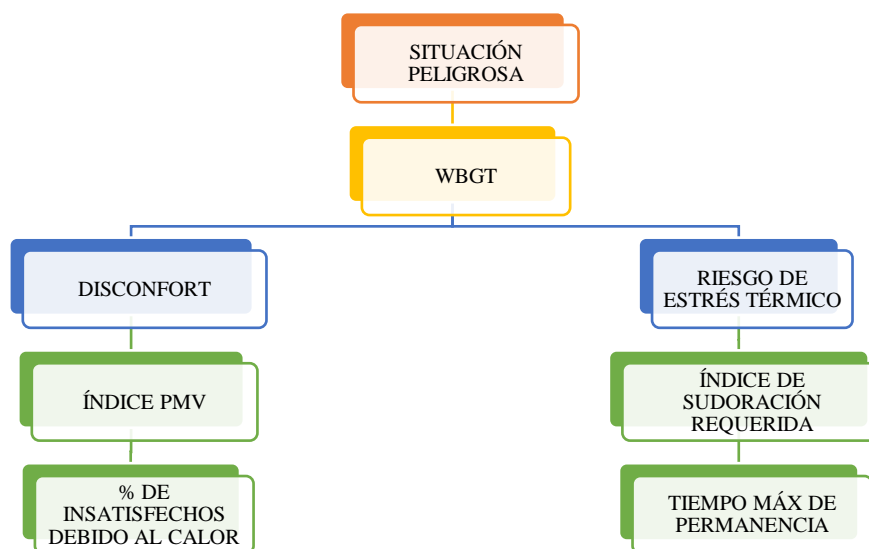 SITUACIÓN
PELIGROSA
WBGT
DISCONFORT
RIESGO DE
ESTRÉS TÉRMICO
ÍNDICE PMV
ÍNDICE DE
SUDORACIÓN
REQUERIDA
% DE
INSATISFECHOS
DEBIDO AL CALOR
TIEMPO MÁX DE
PERMANENCIA